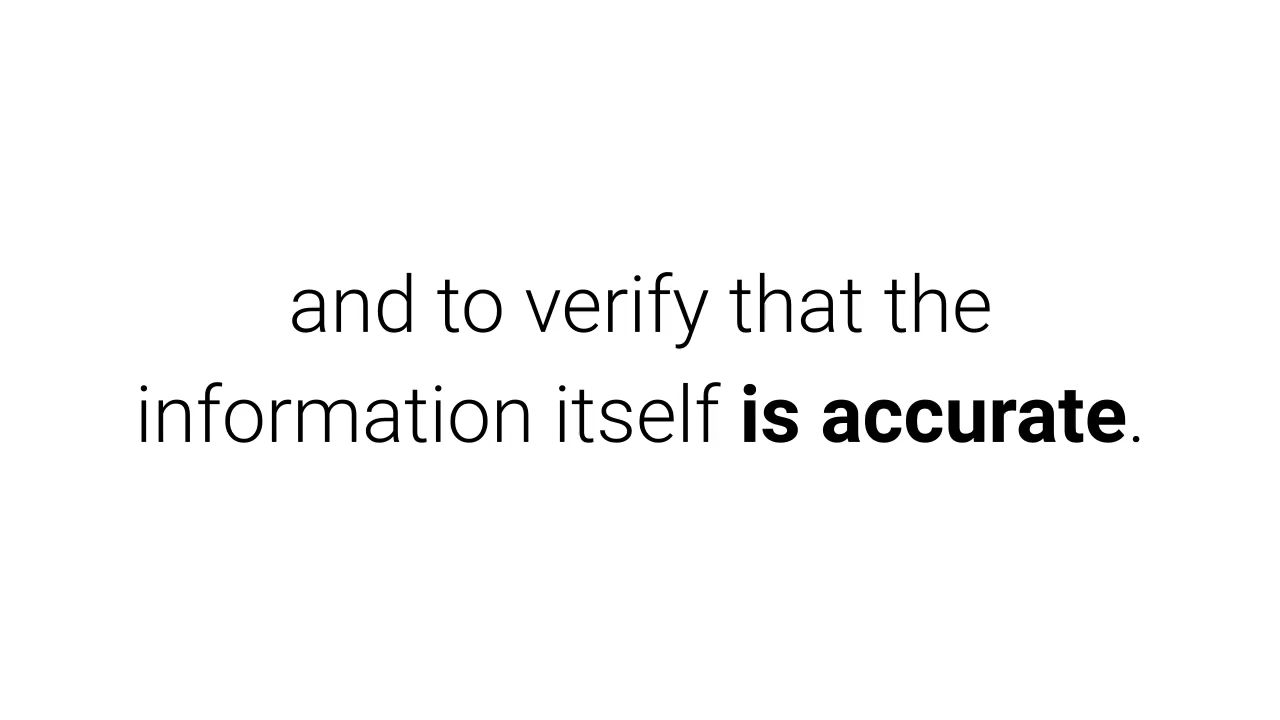 and to verify that the
information itself is accurate.